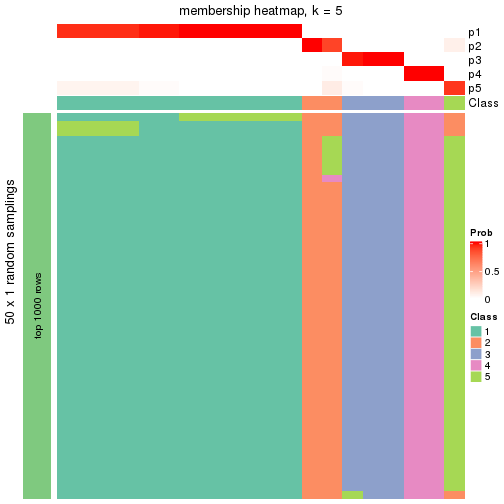 membership heatmap, k = 5
p1
p2
p3
p4
p5
Class
50 x 1 random samplings
top 1000 rows
Prob
1
0.5
0
Class
1
2
3
4
5